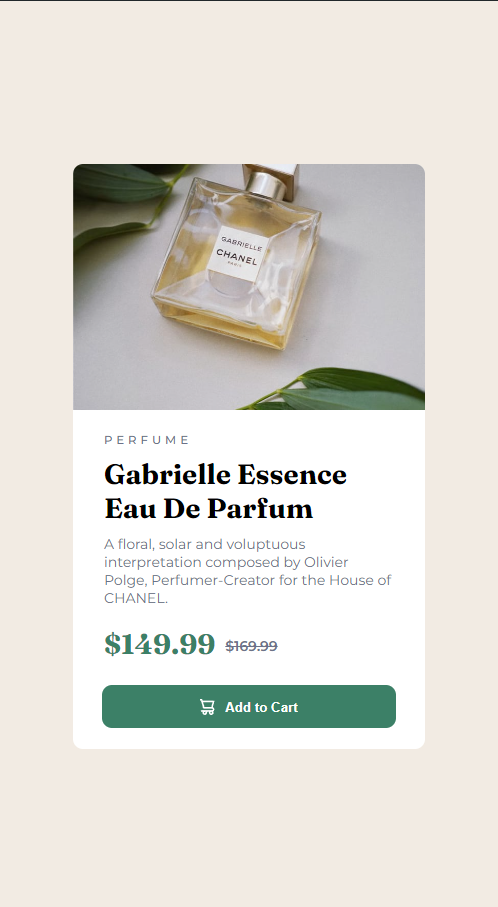 GABRIELLE
CHANEL
PARIS
PERFUME
Gabrielle Essence
Eau De Parfum
A floral, solar and voluptuous
interpretation composed by Olivier
Polge, Perfumer-Creator for the House of
CHANEL.
$149.99 $169.99
Add to Cart